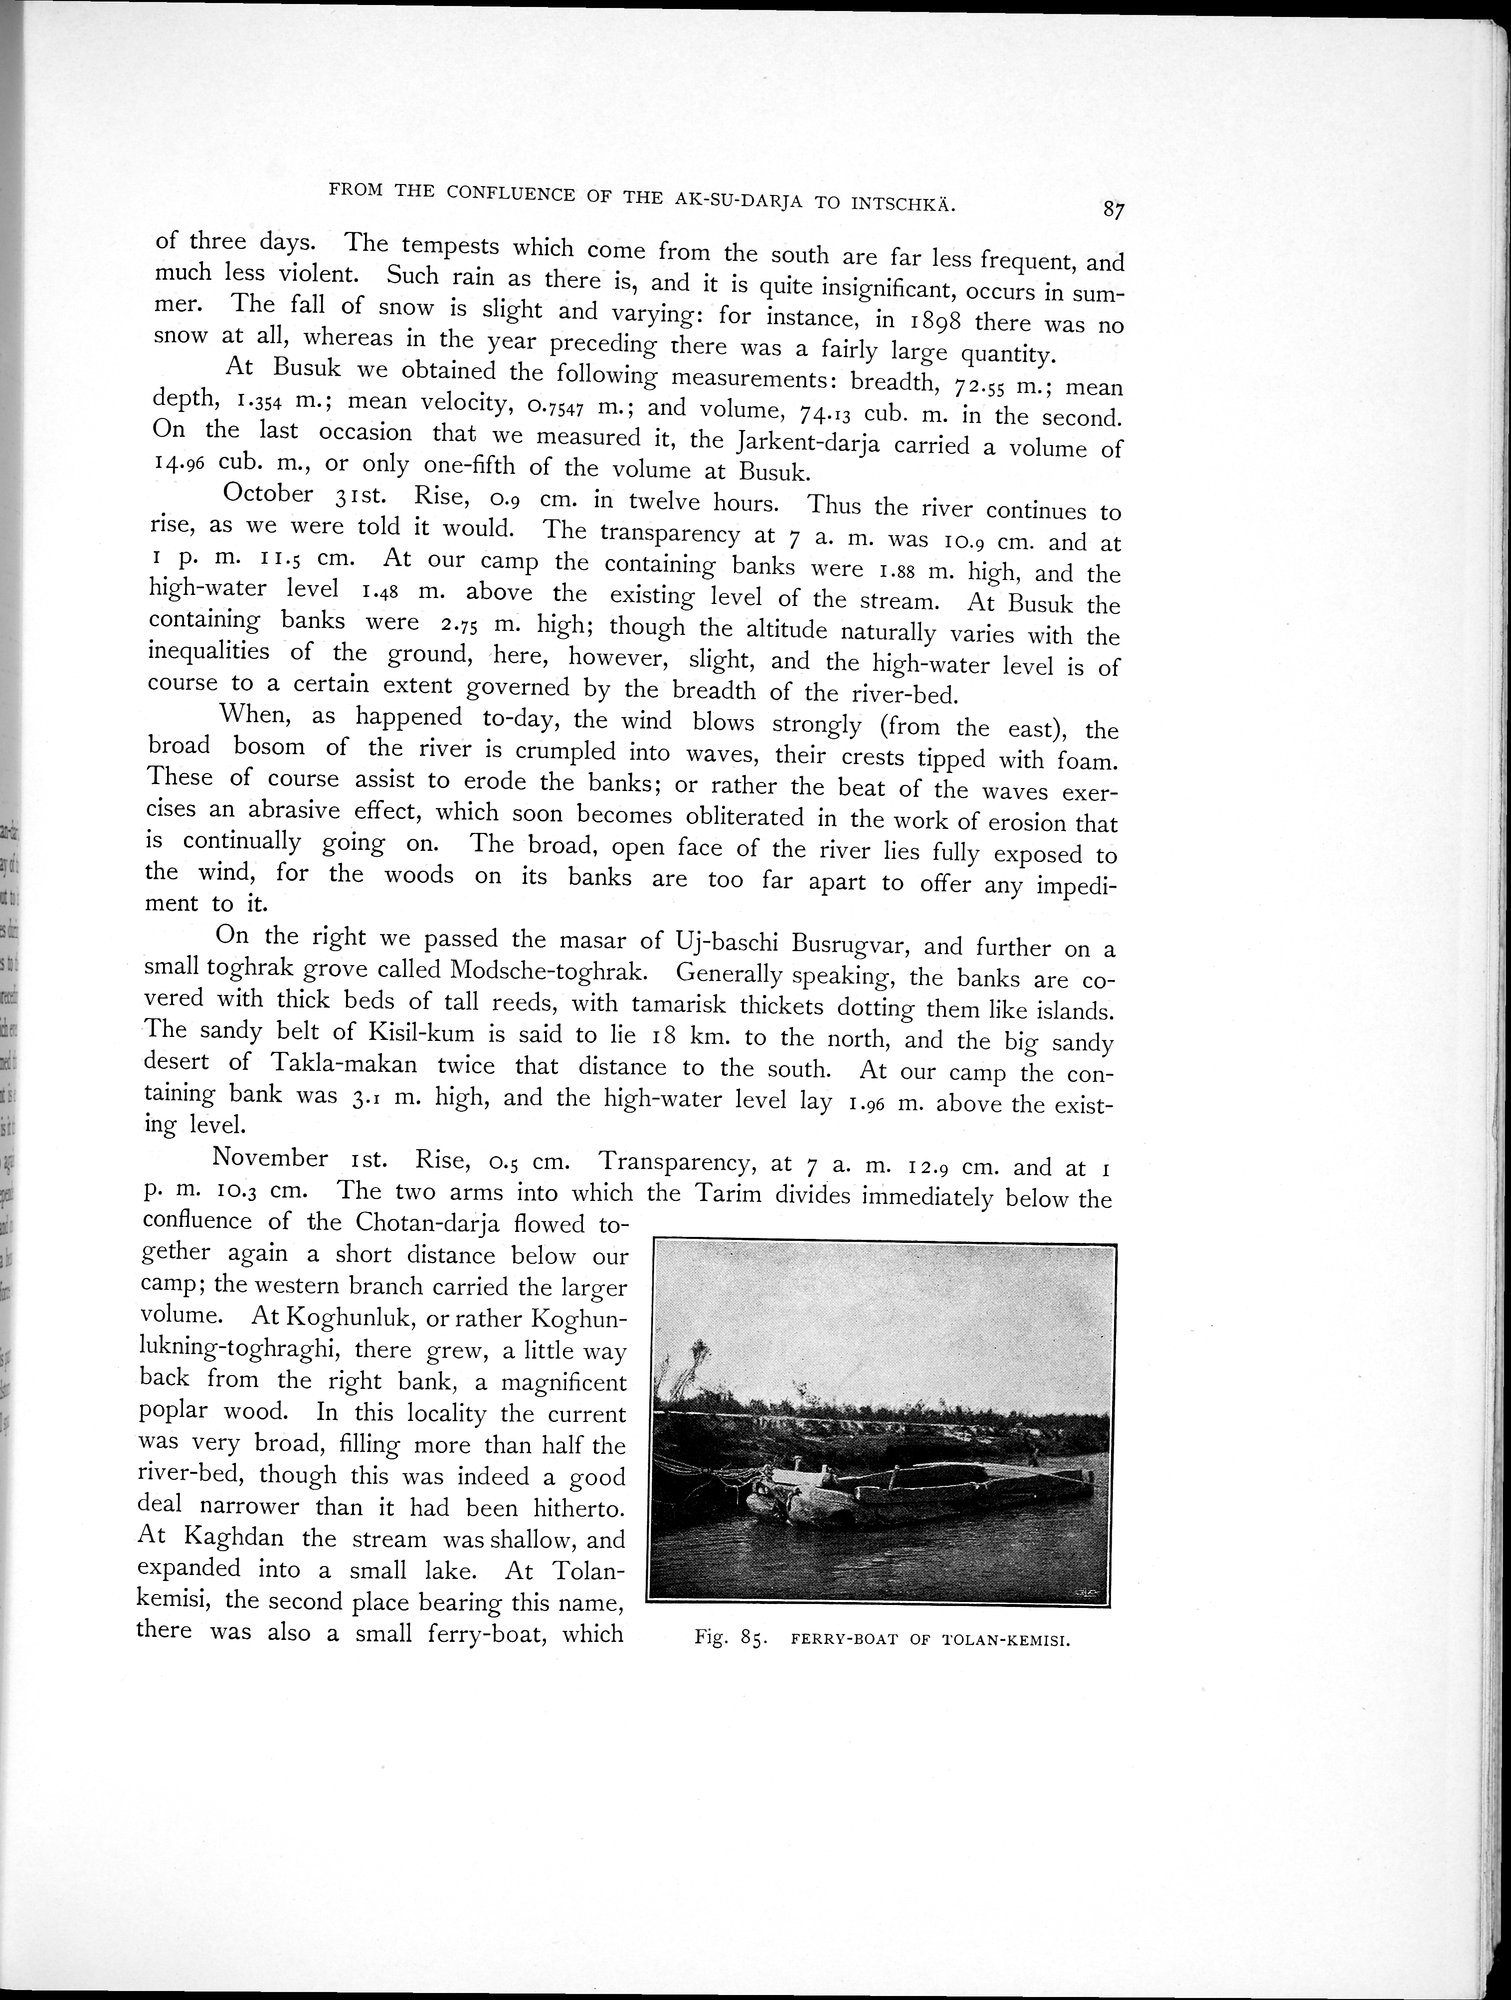 FROM THE CONFLUENCE OF THE AK-SU-DARJA TO INTSCHKÄ.
87
of three days. The tempests which come from the south are far less frequent, and
much less violent. Such rain as there is, and it is quite insignificant, occurs in sum-
mer. The fall of snow is slight and varying: for instance, in 1898 there was no
snow at all, whereas in the year preceding there was a fairly large quantity.
At Busuk we obtained the following measurements: breadth, 72.55 m.; mean
depth, 1.354 m.; mean velocity, 0.7547 m.; and volume, 74.13 cub. m. in the second.
On the last occasion that we measured it, the Jarkent-darja carried a volume of
14.96 cub. m., or only one-fifth of the volume at Busuk.
October 31st. Rise, 0.9 cm. in twelve hours. Thus the river continues to
rise, as we were told it would. The transparency at 7 a. m. was 10.9 cm. and at
1 p. m. 11.5 cm. At our camp the containing banks were 1.88 m. high, and the
high-water level 1.48 m. above the existing level of the stream. At Busuk the
containing banks were 2.75 m. high; though the altitude naturally varies with the
inequalities of the ground, here, however, slight, and the high-water level is of
course to a certain extent governed by the breadth of the river-bed.
When, as happened to-day, the wind blows strongly (from the east), the
broad bosom of the river is crumpled into waves, their crests tipped with foam.
These of course assist to erode the banks; or rather the beat of the waves exer-
cises an abrasive effect, which soon becomes obliterated in the work of erosion that
is continually going on. The broad, open face of the river lies fully exposed to
the wind, for the woods on its banks are too far apart to offer any impedi-
ment to it.
On the right we passed the masar of Uj-baschi Busrugvar, and further on a
small toghrak grove called Modsche-toghrak. Generally speaking, the banks are co-
vered with thick beds of tall reeds, with tamarisk thickets dotting them like islands.
The sandy belt of Kisil-kum is said to lie 18 km. to the north, and the big sandy
desert of Takla-makan twice that distance to the south. At our camp the con-
taining bank was 3.1 m. high, and the high-water level lay 1.96 m. above the exist-
ing level.
November 1st. Rise, 0.5 cm. Transparency, at 7 a. m. 12.9 cm. and at 1
p. m. 10.3 cm. The two arms into which the Tarim divides immediately below the
confluence of the Chotan-darja flowed to-
gether again a short distance below our
camp; the western branch carried the larger
volume. At Koghunluk, or rather Koghun-
lukning-toghraghi, there grew, a little way
back from the right bank, a magnificent
poplar wood. In this locality the current
was very broad, filling more than half the
river-bed, though this was indeed a good
deal narrower than it had been hitherto.
At Kaghdan the stream was shallow, and
expanded into a small lake. At Tolan-
kemisi, the second place bearing this name,
there was also a small ferry-boat, which
Fig. 85. FERRY-BOAT OF TOLAN-KEMISI.